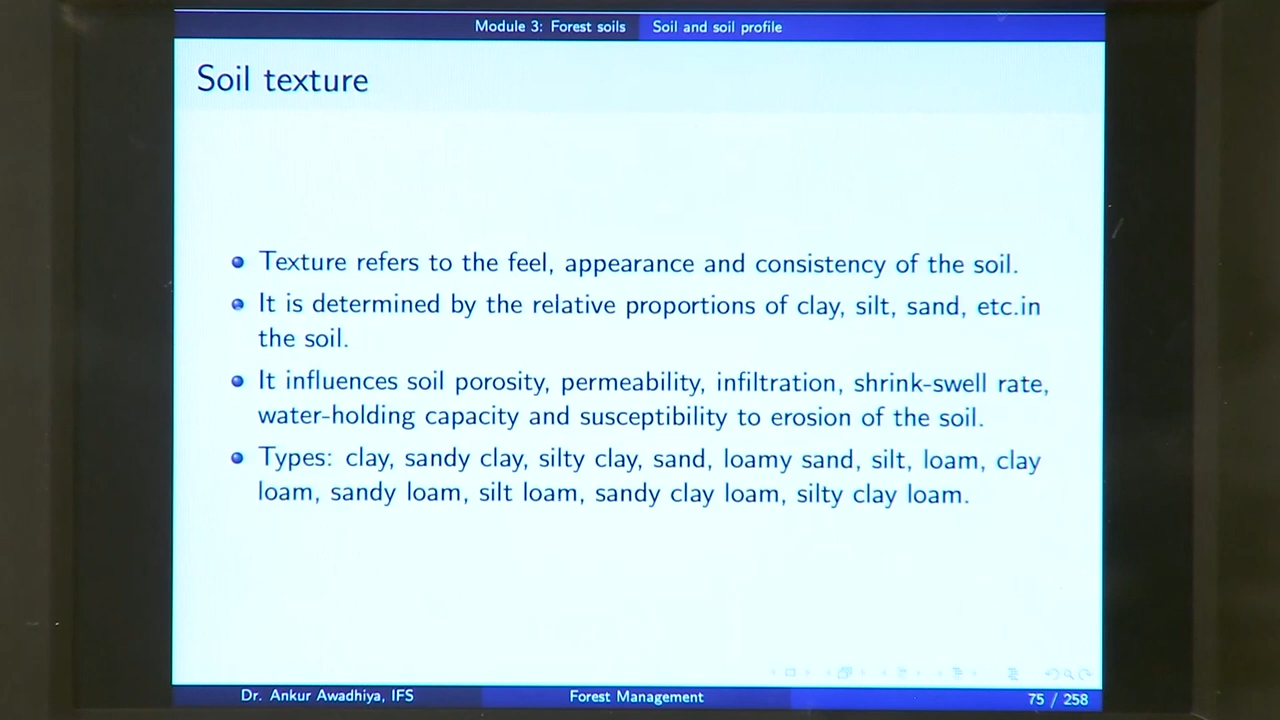 Module 3: Forest soils Soil and soil profile
Soil texture
Texture refers to the feel, appearance and consistency of the soil.
It is determined by the relative proportions of clay, silt, sand, etc.in
the soil.
It influences soil porosity, permeability, infiltration, shrink-swell rate,
water-holding capacity and susceptibility to erosion of the soil.
Types: clay, sandy clay, silty clay, sand, loamy sand, silt, loam, clay
loam, sandy loam, silt loam, sandy clay loam, silty clay loam.
Dr. Ankur Awadhiya, IFS Forest Management 75 / 258